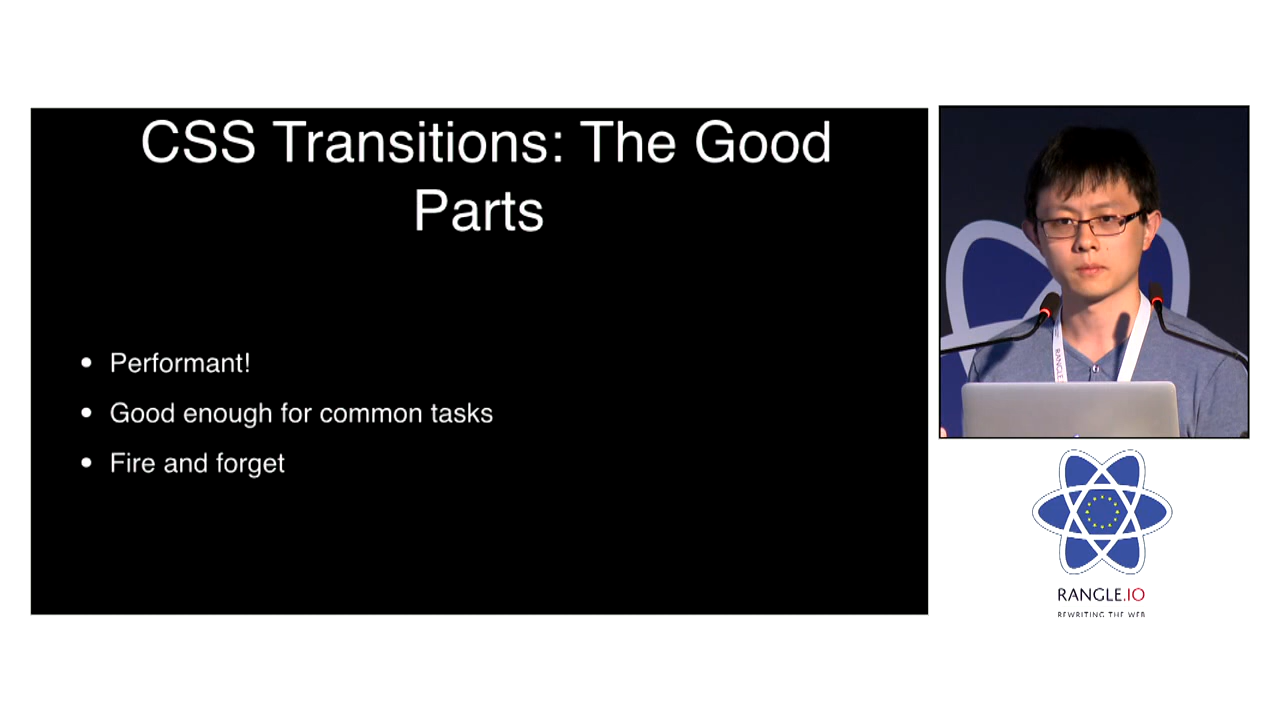 CSS Transitions: The Good
Parts
• Performant!
• Good enough for common tasks
• Fire and forget
RANGLE
RANGLE.IO
REWRITING THE WEB